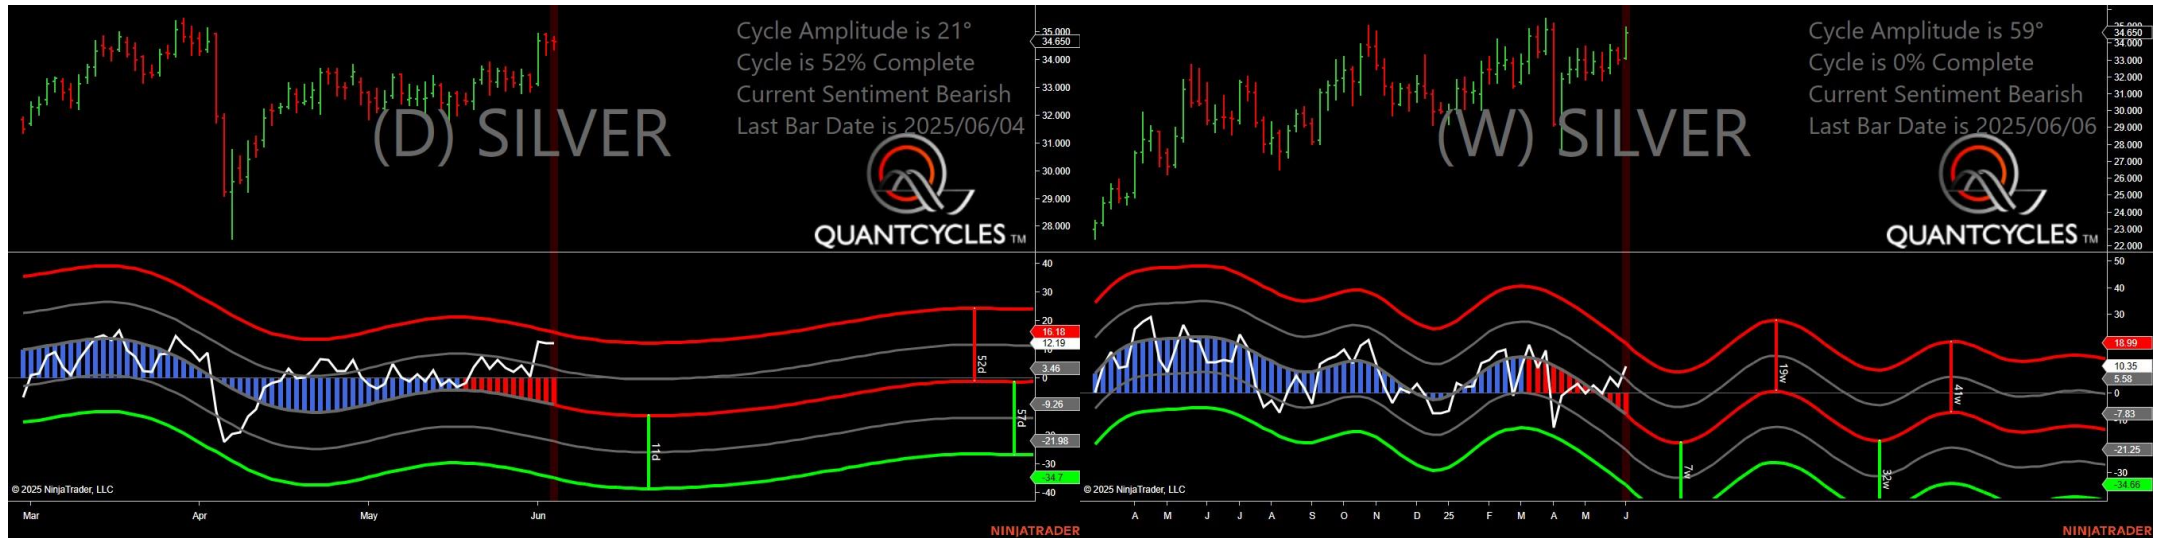 Cycle Amplitude is 21°
Cycle is 52% Complete
Current Sentiment Bearish
Last Bar Date is 2025/06/04
(D) SILVER
QUANTCYCLES TM
35.000
34.650
34.000
33.000
32.000
31.000
30.000
29.000
28.000
40
30
20
16.18
12.19
3.46
0
-9.26
-21.98
-30
-34.7
-40
52d
57d
11d
© 2025 NinjaTrader, LLC
Mar Apr May Jun
NINJATRADER
Cycle Amplitude is 59°
Cycle is 0% Complete
Current Sentiment Bearish
Last Bar Date is 2025/06/06
(W) SILVER
QUANTCYCLES TM
35.000
34.650
34.000
33.000
32.000
31.000
30.000
29.000
28.000
27.000
26.000
25.000
24.000
23.000
22.000
50
40
30
18.99
10.35
5.58
0
-7.83
-10
-21.25
-30
-34.66
19w
41w
7w
32w
© 2025 NinjaTrader, LLC
A M J J A S O N D 25 F M A M J
NINJATRADER